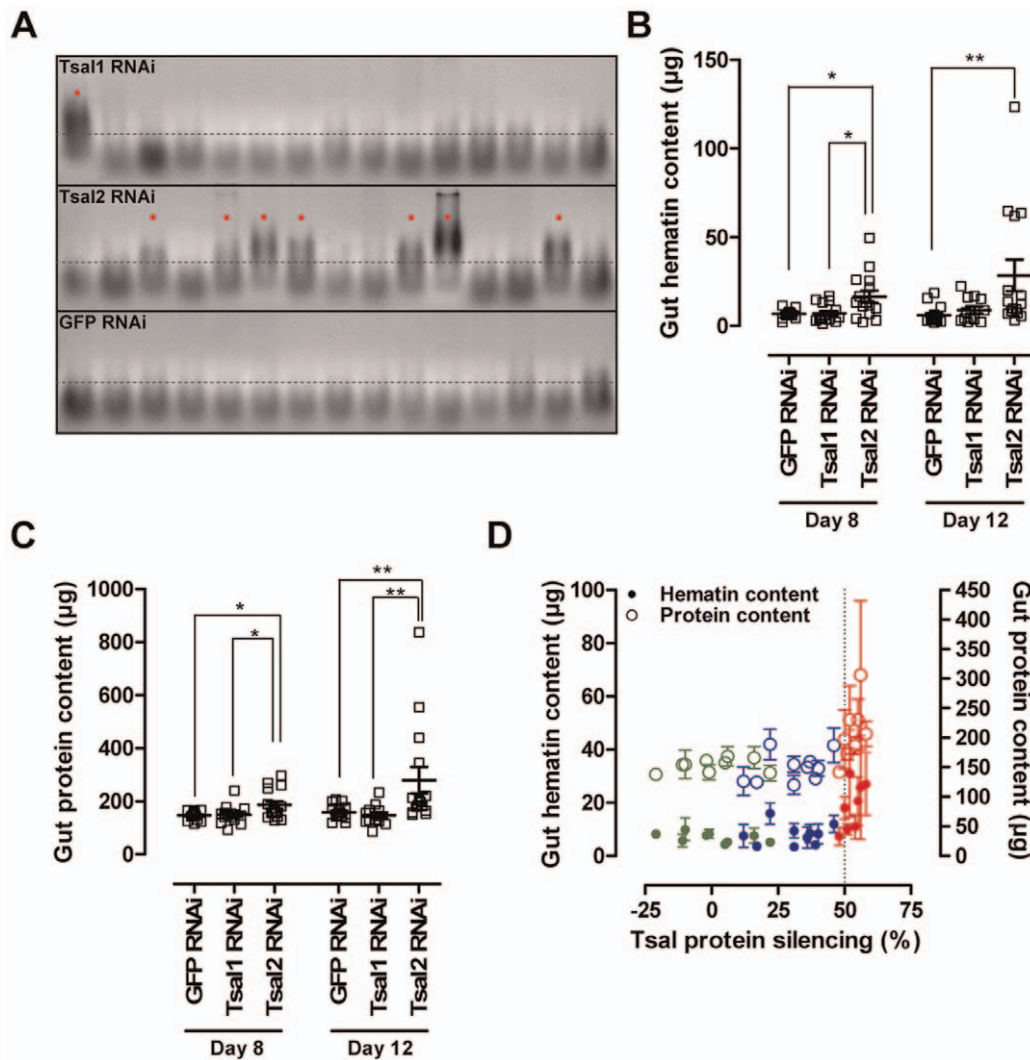 A
Tsal1 RNAi
*
Tsal2 RNAi
* * * * * * *
GFP RNAi
B
Gut hematin content (µg)
150
100
50
0
*
*
**
GFP RNAi
Tsal1 RNAi
Tsal2 RNAi
GFP RNAi
Tsal1 RNAi
Tsal2 RNAi
Day 8
Day 12
C
Gut protein content (µg)
1000
800
600
400
200
0
*
*
**
**
GFP RNAi
Tsal1 RNAi
Tsal2 RNAi
GFP RNAi
Tsal1 RNAi
Tsal2 RNAi
Day 8
Day 12
D
Gut hematin content (µg)
100
80
60
40
20
0
Hematin content
Protein content
450
400
350
300
250
200
150
100
50
0
Gut protein content (µg)
-25 0 25 50 75
Tsal protein silencing (%)